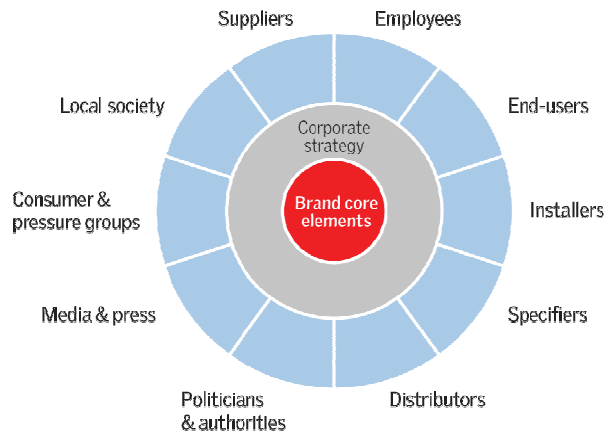 Suppliers
Employees
Local society
End-users
Corporate
strategy
Consumer &
pressure groups
Brand core
elements
Installers
Media & press
Specifiers
Politicians
& authorities
Distributors